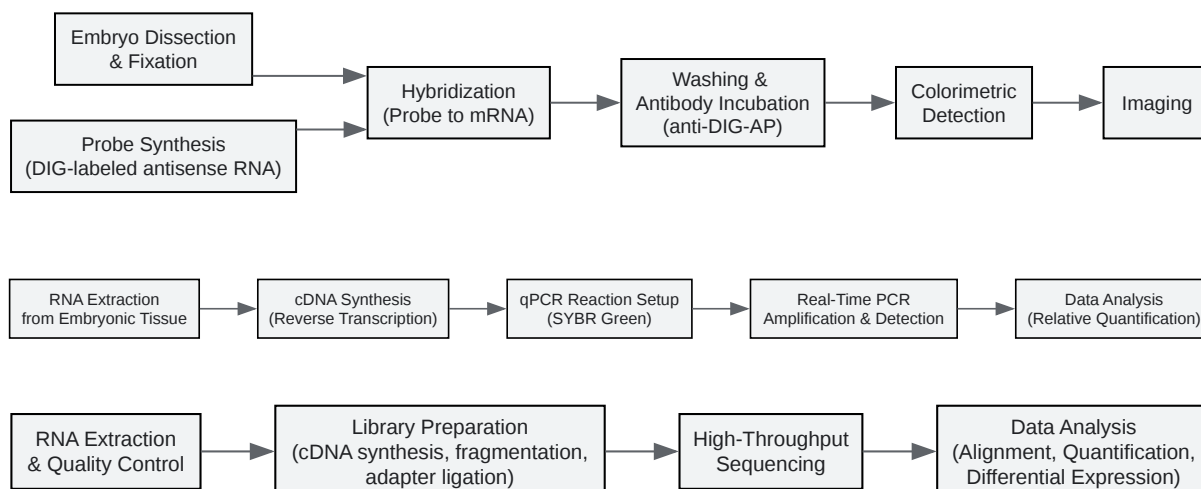 Embryo Dissection
& Fixation
Probe Synthesis
(DIG-labeled antisense RNA)
Hybridization
(Probe to mRNA)
Washing &
Antibody Incubation
(anti-DIG-AP)
Colorimetric
Detection
Imaging
RNA Extraction
from Embryonic Tissue
cDNA Synthesis
(Reverse Transcription)
qPCR Reaction Setup
(SYBR Green)
Real-Time PCR
Amplification & Detection
Data Analysis
(Relative Quantification)
RNA Extraction
& Quality Control
Library Preparation
(cDNA synthesis, fragmentation,
adapter ligation)
High-Throughput
Sequencing
Data Analysis
(Alignment, Quantification,
Differential Expression)